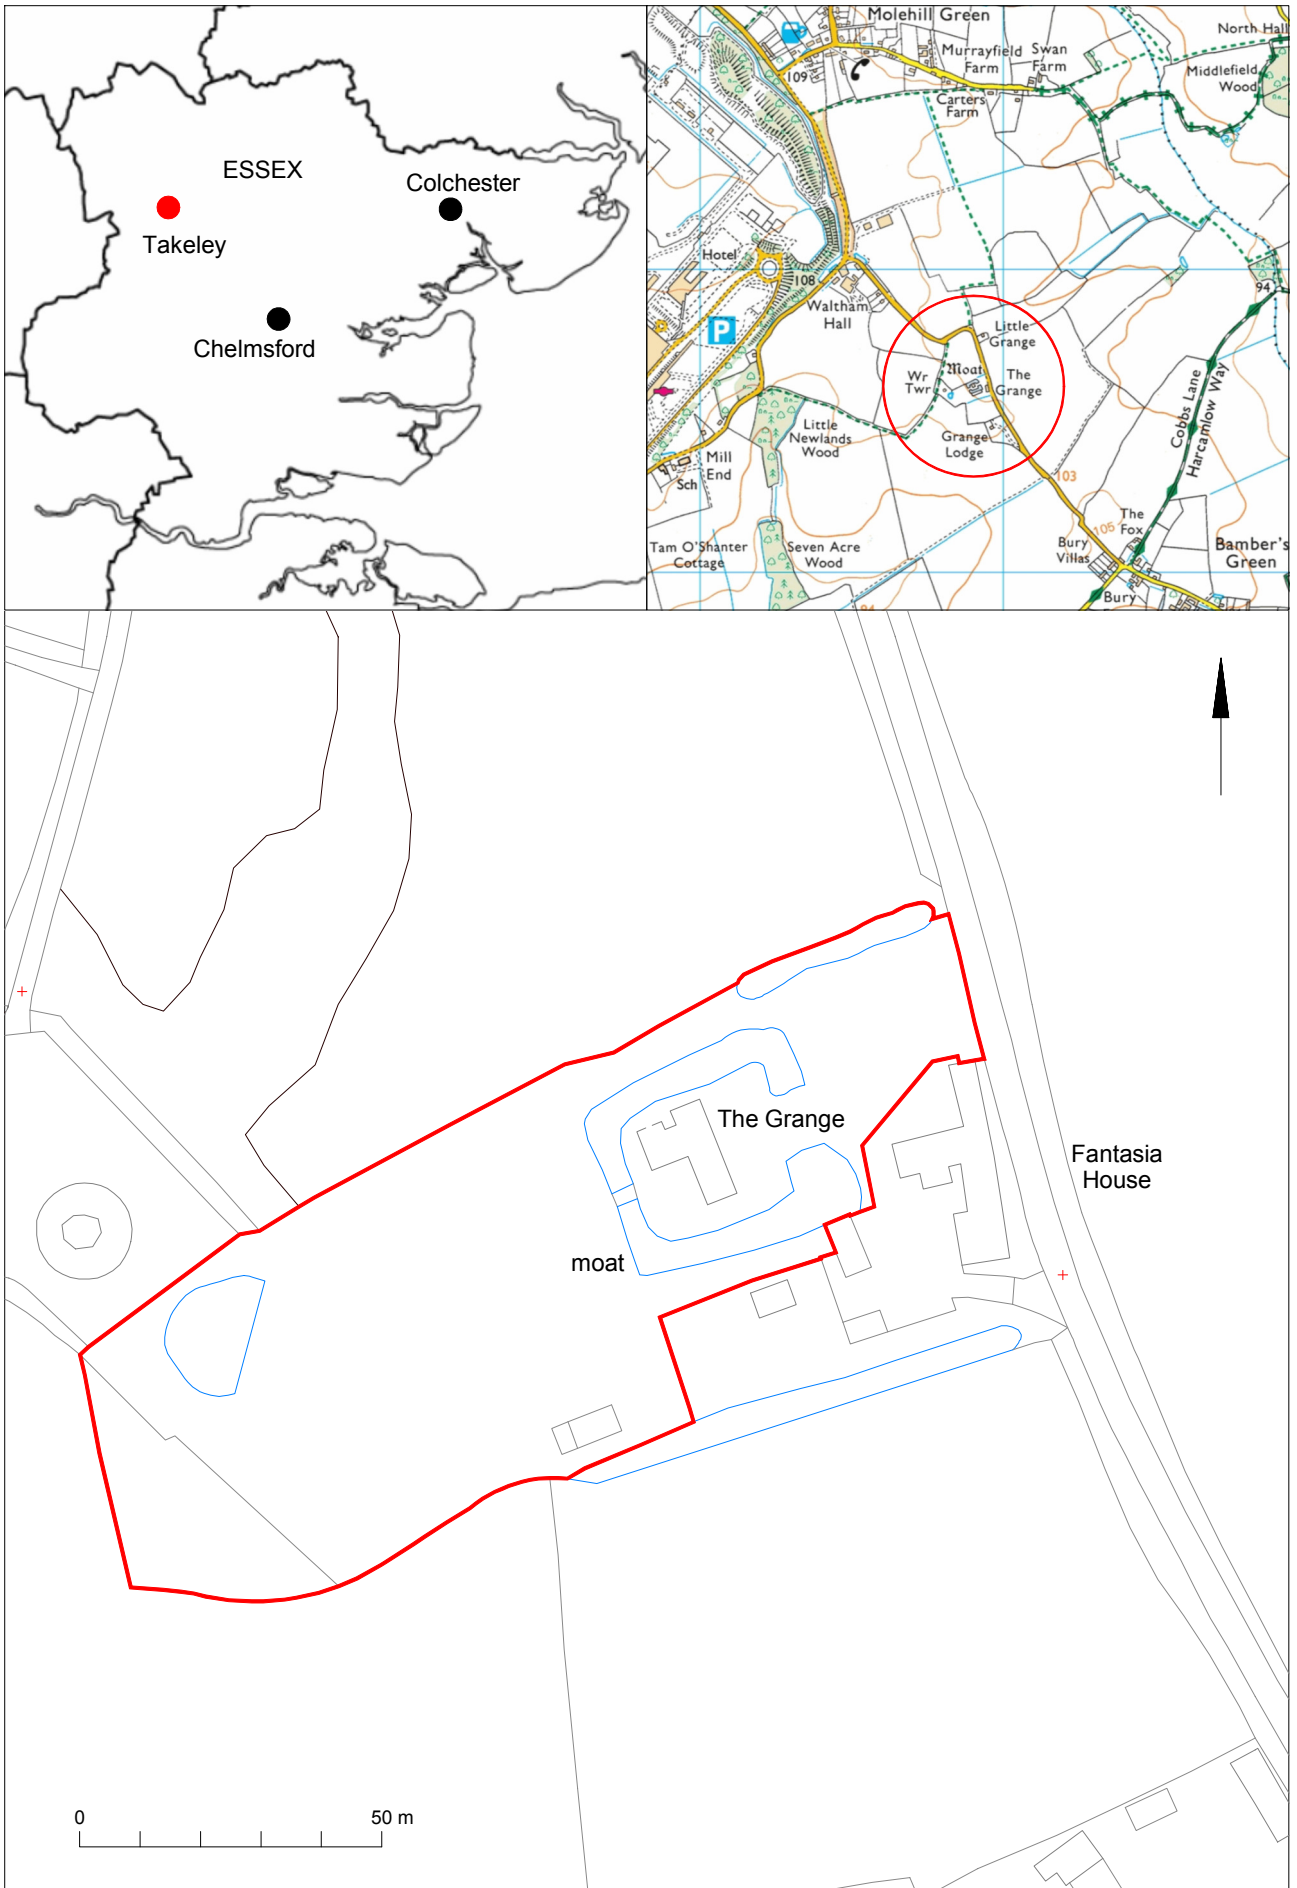 ESSEX
Colchester
Takeley
Chelmsford
Molehill Green
North Hall
Murrayfield
Farm
Swan
Farm
Middlefield
Wood
109
Carters
Farm
Hotel
108
94
Waltham
Hall
P
Little
Grange
Moat
The
Grange
Wr
Twr
Cobbs Lane
Harcamlow Way
Little
Newlands
Wood
Grange
Lodge
Mill
End
Sch
103
The
Fox
105
Bury
Villas
Bamber's
Green
Tam O'Shanter
Cottage
Seven Acre
Wood
94
Bury
The Grange
Fantasia
House
moat
0
50 m